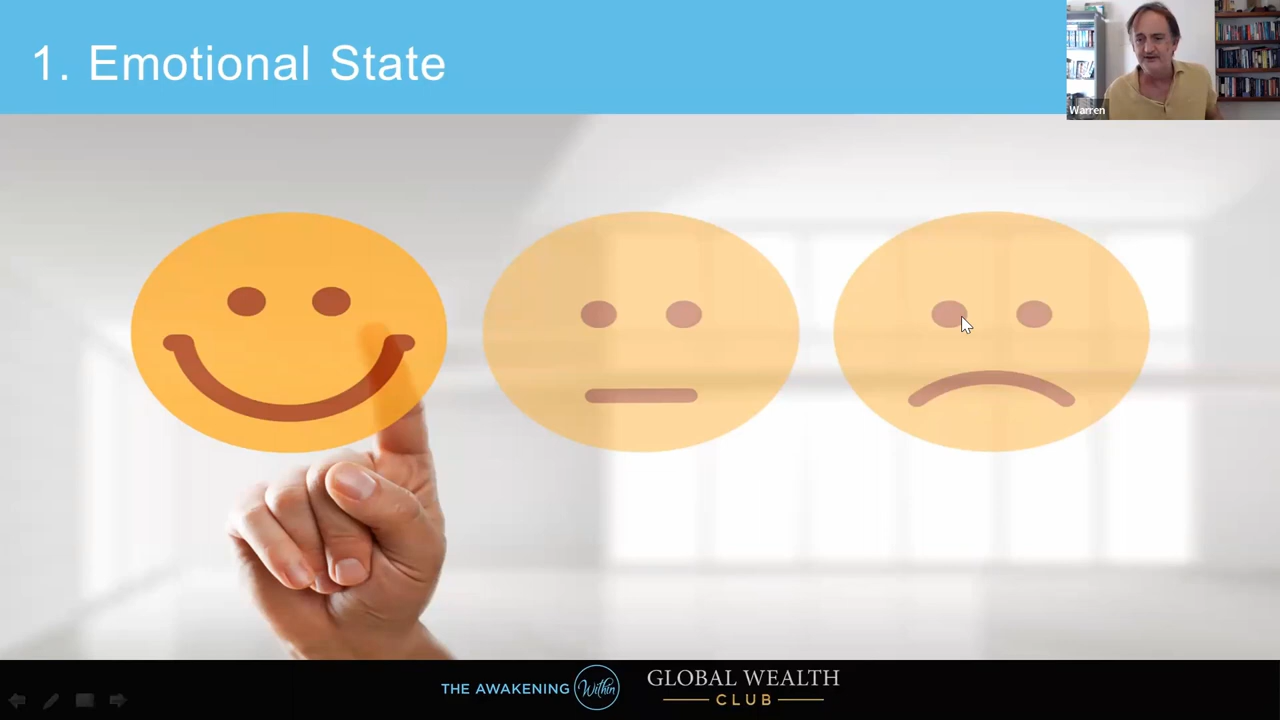 1. Emotional State
Warren
THE AWAKENING Within
GLOBAL WEALTH
CLUB